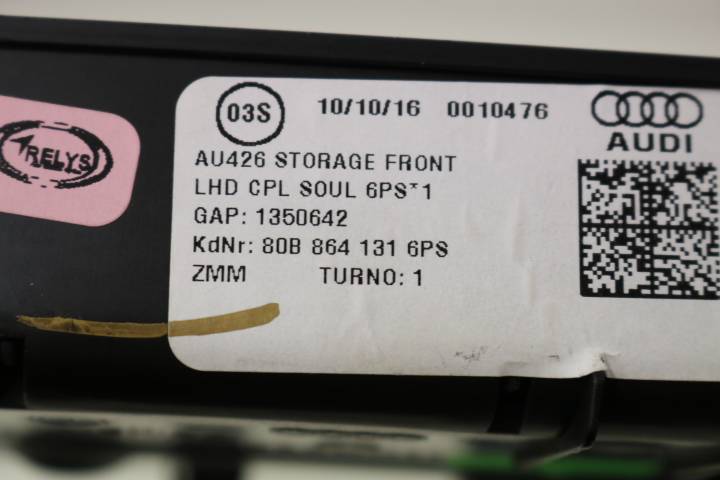 RELYS
03S 10/10/16 0010476
AUDI
AU426 STORAGE FRONT
LHD CPL SOUL 6PS*1
GAP: 1350642
KdNr: 80B 864 131 6PS
ZMM TURNO: 1